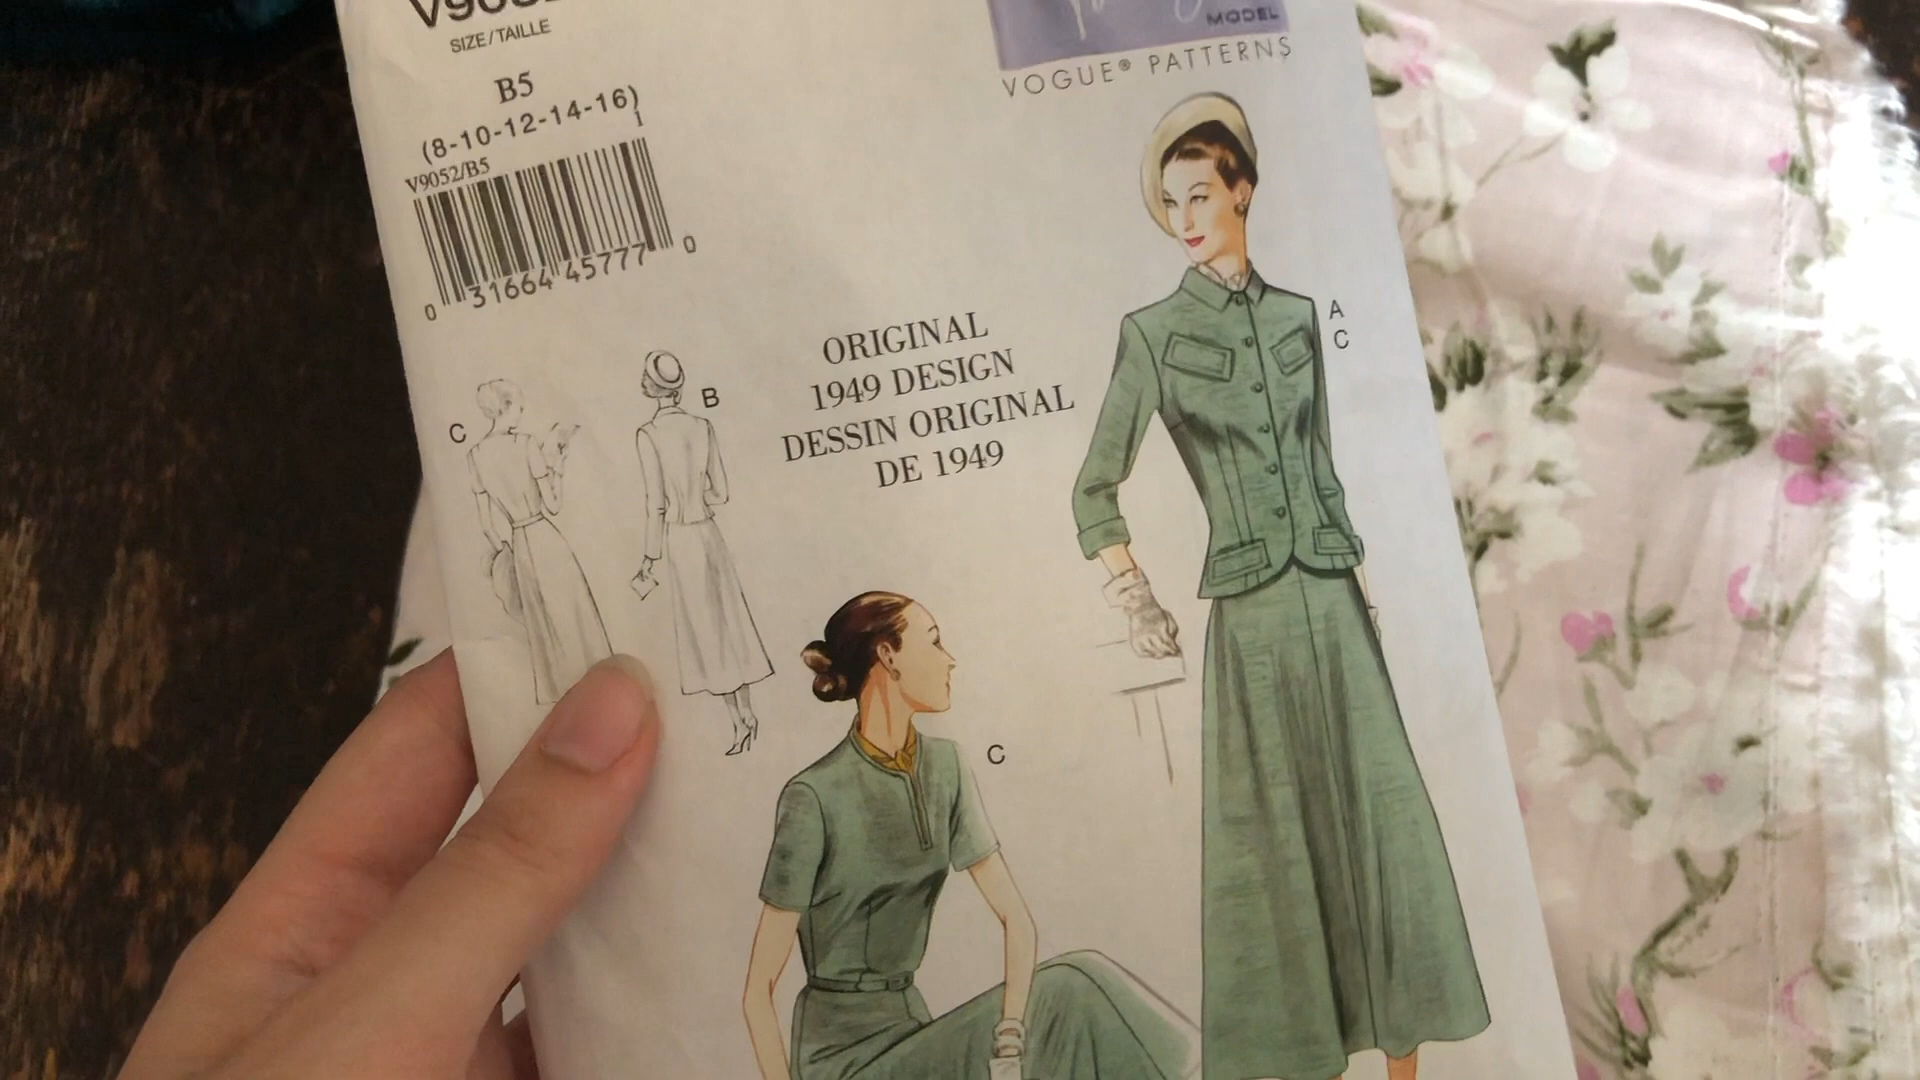 SIZE/TAILLE
B5
(8-10-12-14-16)
1
V9052/B5
0 31664 45777 0
MODEL
VOGUE® PATTERNS
ORIGINAL
1949 DESIGN
DESSIN ORIGINAL
DE 1949
A
C
C
B
C